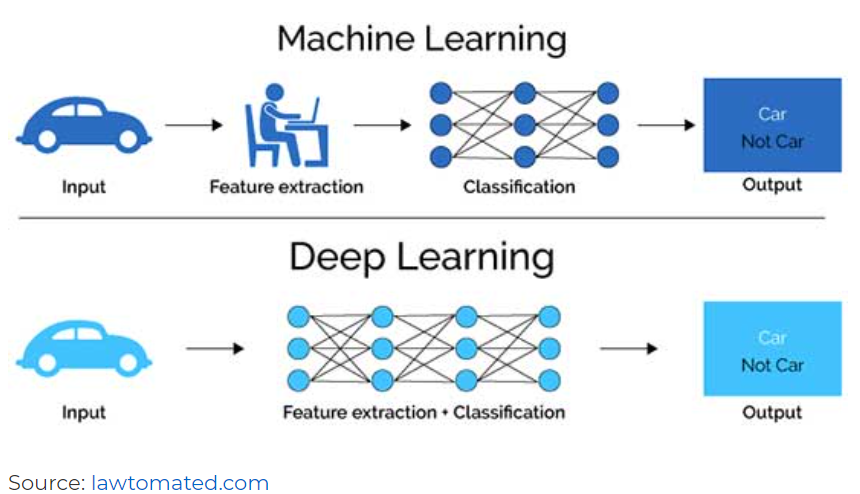 Machine Learning
Car
Not Car
Input
Feature extraction
Classification
Output
Deep Learning
Car
Not Car
Input
Feature extraction + Classification
Output
Source: lawtomated.com